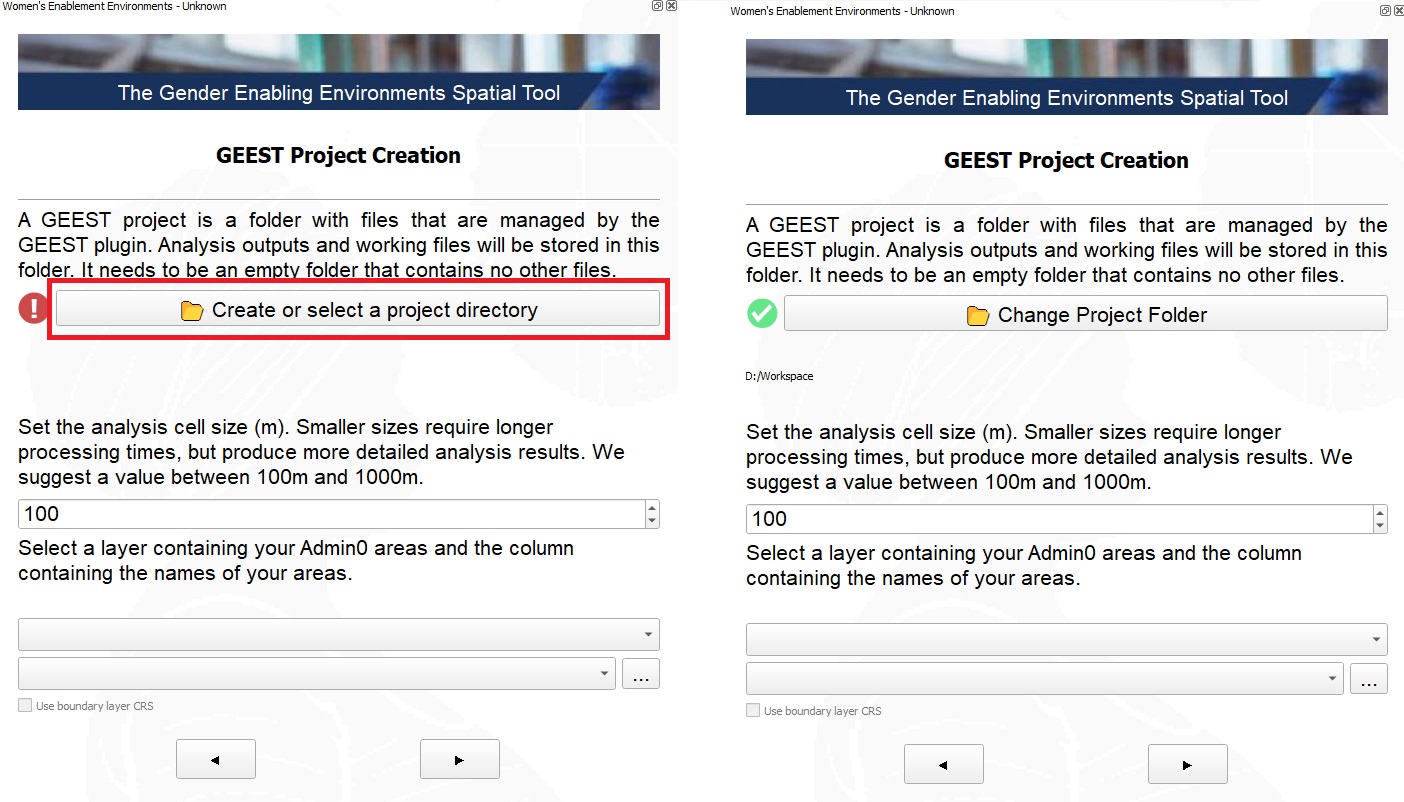 Women's Enablement Environments - Unknown
The Gender Enabling Environments Spatial Tool
GEEST Project Creation
A GEEST project is a folder with files that are managed by the
GEEST plugin. Analysis outputs and working files will be stored in this
folder. It needs to be an empty folder that contains no other files.
Create or select a project directory
Set the analysis cell size (m). Smaller sizes require longer
processing times, but produce more detailed analysis results. We
suggest a value between 100m and 1000m.
100
Select a layer containing your Admin0 areas and the column
containing the names of your areas.
...
Use boundary layer CRS
Women's Enablement Environments - Unknown
The Gender Enabling Environments Spatial Tool
GEEST Project Creation
A GEEST project is a folder with files that are managed by the
GEEST plugin. Analysis outputs and working files will be stored in this
folder. It needs to be an empty folder that contains no other files.
Change Project Folder
D:/Workspace
Set the analysis cell size (m). Smaller sizes require longer
processing times, but produce more detailed analysis results. We
suggest a value between 100m and 1000m.
100
Select a layer containing your Admin0 areas and the column
containing the names of your areas.
...
Use boundary layer CRS